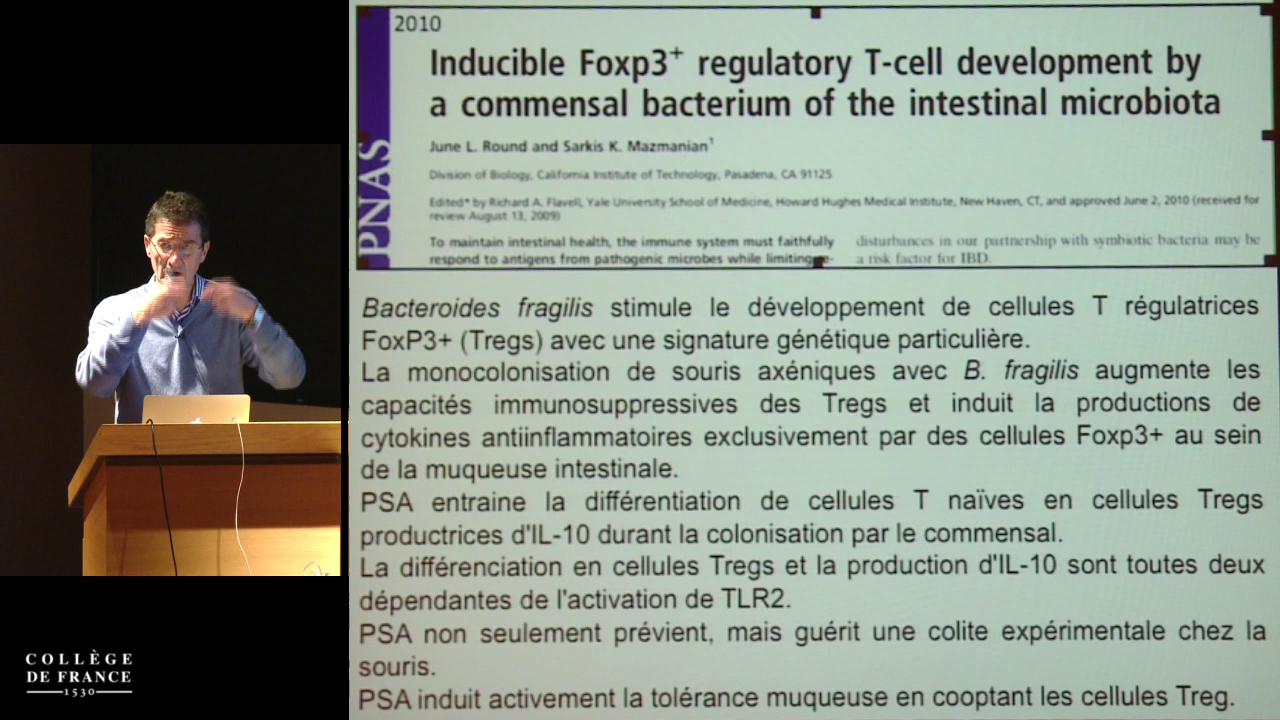 2010
Inducible Foxp3+ regulatory T-cell development by
a commensal bacterium of the intestinal microbiota
June L. Round and Sarkis K. Mazmanian1
Division of Biology, California Institute of Technology, Pasadena, CA 91125
Edited* by Richard A. Flavell, Yale University School of Medicine, Howard Hughes Medical Institute, New Haven, CT, and approved June 2, 2010 (received for
review August 13, 2009)
To maintain intestinal health, the immune system must faithfully
respond to antigens from pathogenic microbes while limiting re-
disturbances in our partnership with symbiotic bacteria may be
a risk factor for IBD.
PNAS
Bacteroides fragilis stimule le développement de cellules T régulatrices
FoxP3+ (Tregs) avec une signature génétique particulière.
La monocolonisation de souris axéniques avec B. fragilis augmente les
capacités immunosuppressives des Tregs et induit la productions de
cytokines antiinflammatoires exclusivement par des cellules Foxp3+ au sein
de la muqueuse intestinale.
PSA entraine la différentiation de cellules T naïves en cellules Tregs
productrices d'IL-10 durant la colonisation par le commensal.
La différenciation en cellules Tregs et la production d'IL-10 sont toutes deux
dépendantes de l'activation de TLR2.
PSA non seulement prévient, mais guérit une colite expérimentale chez la
souris.
PSA induit activement la tolérance muqueuse en cooptant les cellules Treg.
COLLÈGE
DE FRANCE
1530